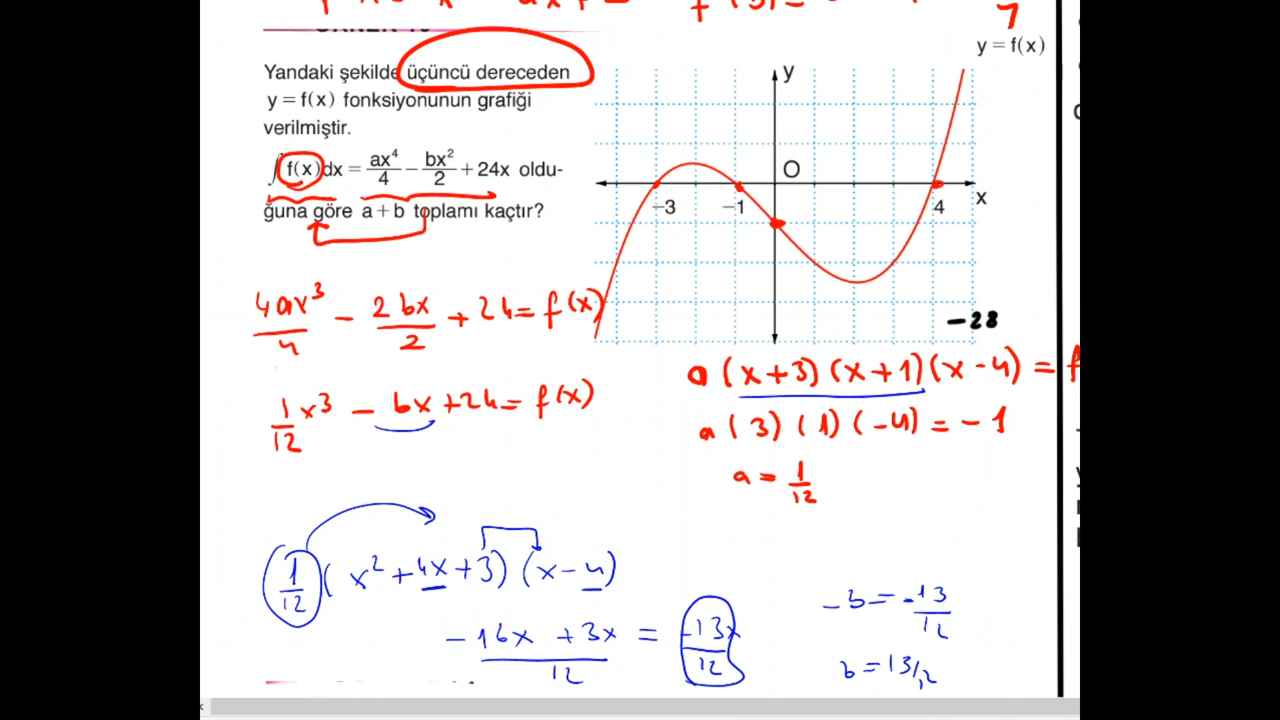 7
y = f(x)
Yandaki şekilde üçüncü dereceden
y = f(x) fonksiyonunun grafiği
verilmiştir.
∫ f(x) dx = ax⁴/4 − bx²/2 + 24x oldu-
ğuna göre a + b toplamı kaçtır?
y
O
x
−3
−1
4
−28
4ax³/4 − 2bx/2 + 24 = f(x)
a (x+3) (x+1) (x−4) = f
1/12 x³ − bx + 24 = f(x)
a (3) (1) (−4) = −1
a = 1/12
1/12 ( x² + 4x + 3) (x − 4)
−16x + 3x / 12 = −13x/12
−b = −13/12
b = 13/12